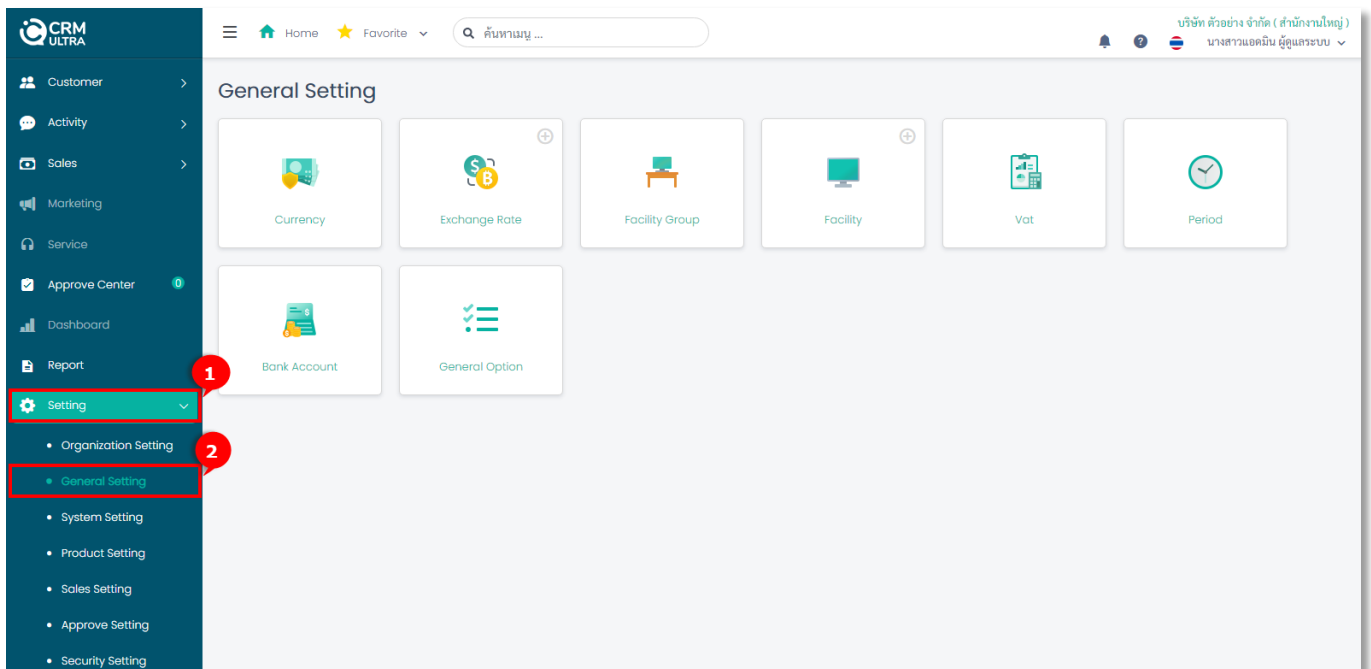 CRM
ULTRA
Home
Favorite
ค้นหาเมนู ...
บริษัท ตัวอย่าง จำกัด ( สำนักงานใหญ่ )
นางสาวแอดมิน ผู้ดูแลระบบ
Customer
Activity
Sales
Marketing
Service
Approve Center 0
Dashboard
Report
1
Setting
Organization Setting
2
General Setting
System Setting
Product Setting
Sales Setting
Approve Setting
Security Setting
General Setting
Currency
Exchange Rate
Facility Group
Facility
Vat
Period
Bank Account
General Option